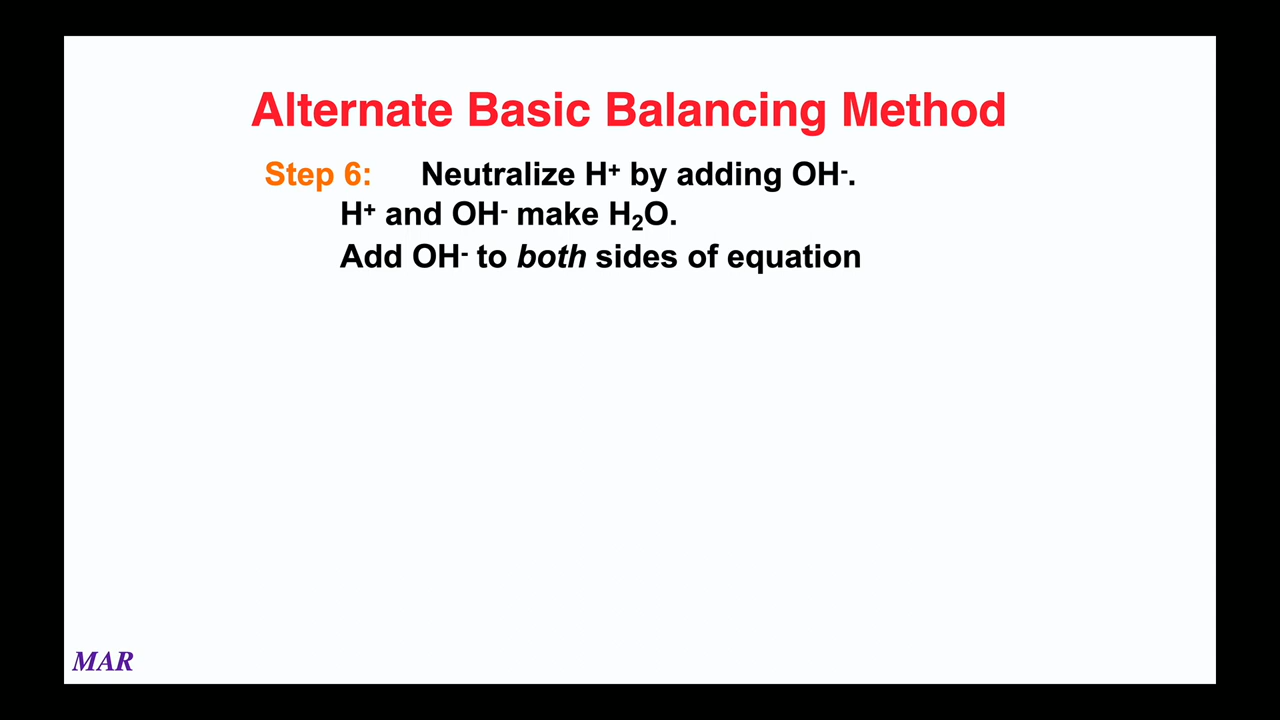 Alternate Basic Balancing Method
Step 6: Neutralize H⁺ by adding OH⁻.
H⁺ and OH⁻ make H₂O.
Add OH⁻ to both sides of equation
MAR